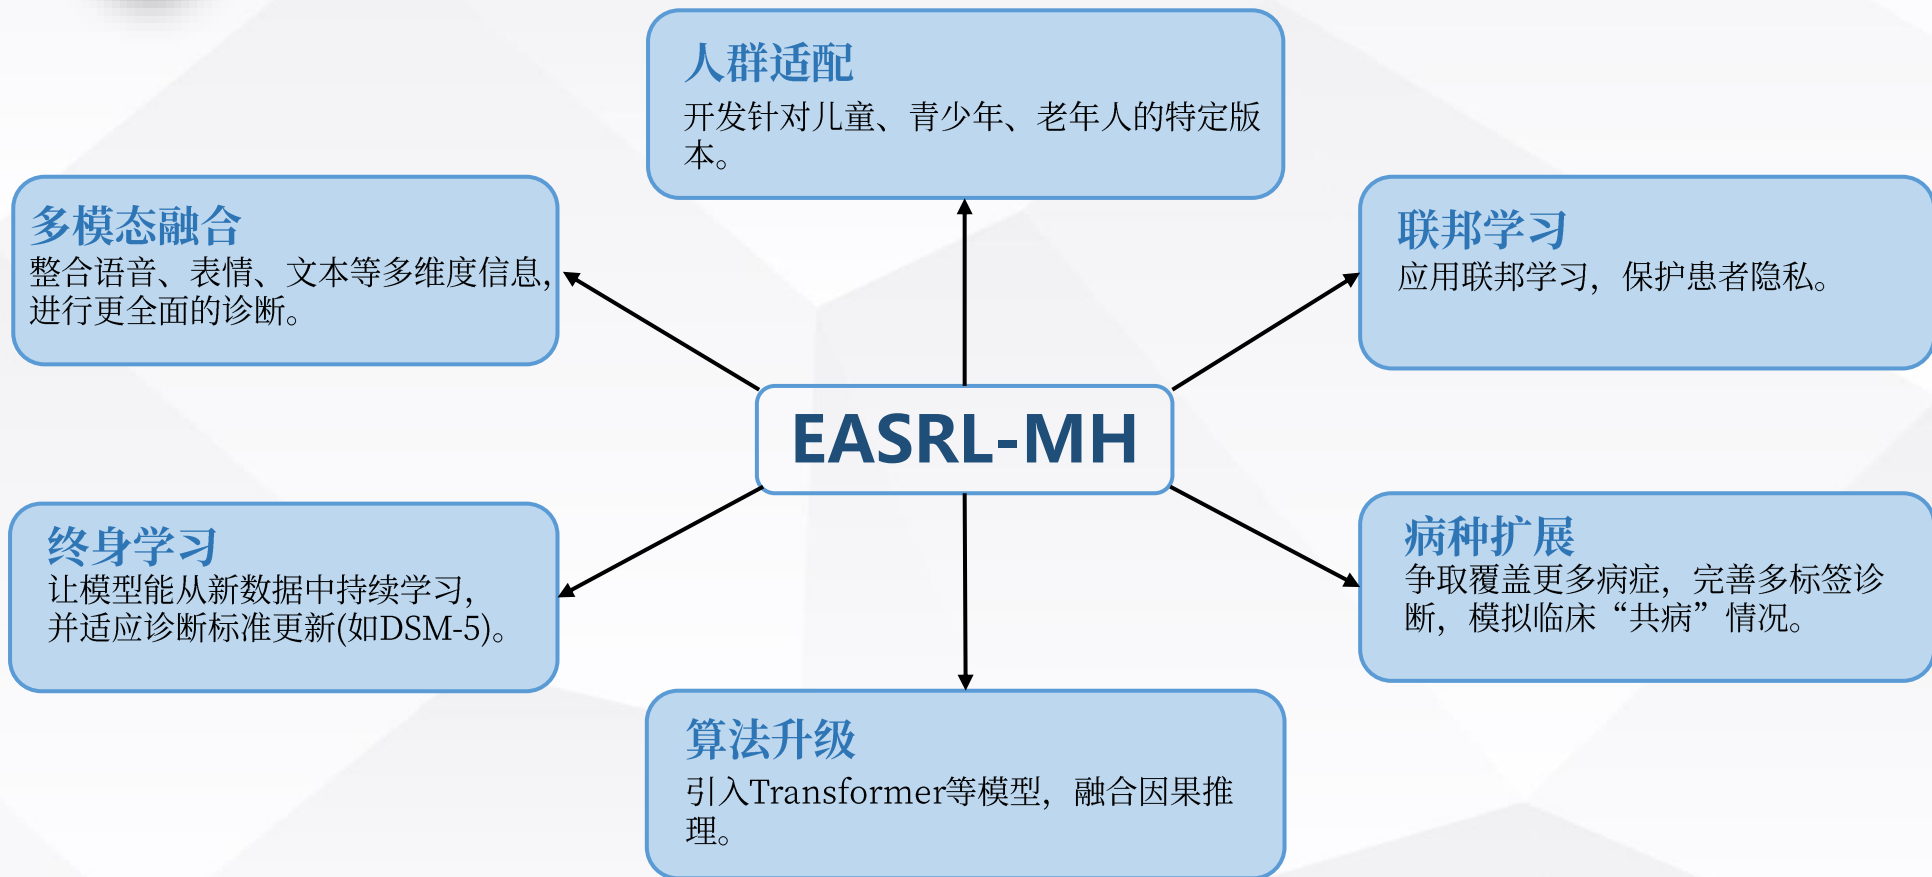 人群适配
开发针对儿童、青少年、老年人的特定版
本。
多模态融合
整合语音、表情、文本等多维度信息，
进行更全面的诊断。
联邦学习
应用联邦学习，保护患者隐私。
EASRL-MH
终身学习
让模型能从新数据中持续学习，
并适应诊断标准更新(如DSM-5)。
病种扩展
争取覆盖更多病症，完善多标签诊
断，模拟临床“共病”情况。
算法升级
引入Transformer等模型，融合因果推
理。